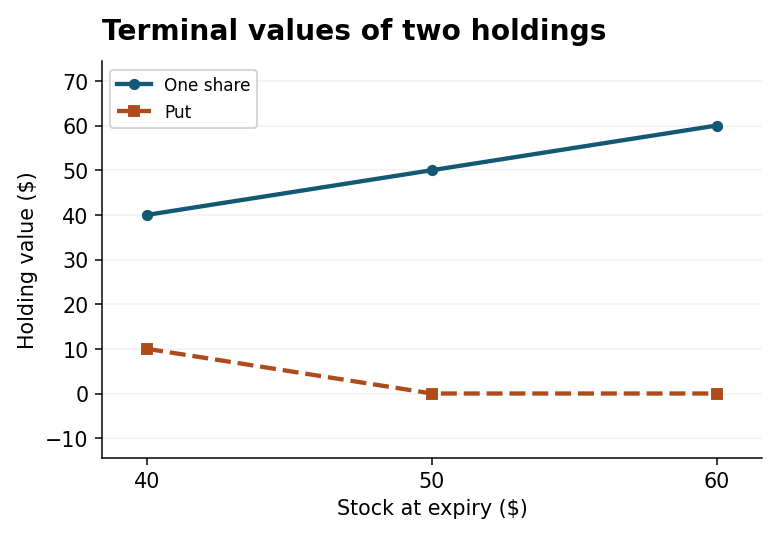 Terminal values of two holdings
Holding value ($)
70
60
50
40
30
20
10
0
−10
One share
Put
40
50
60
Stock at expiry ($)